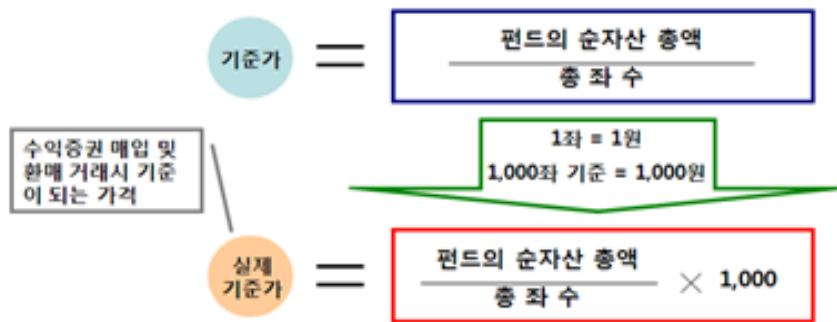 기준가
=
펀드의 순자산 총액
총 좌 수
1좌 = 1원
1,000좌 기준 = 1,000원
수익증권 매입 및
환매 거래시 기준
이 되는 가격
실제
기준가
=
펀드의 순자산 총액
총 좌 수
× 1,000